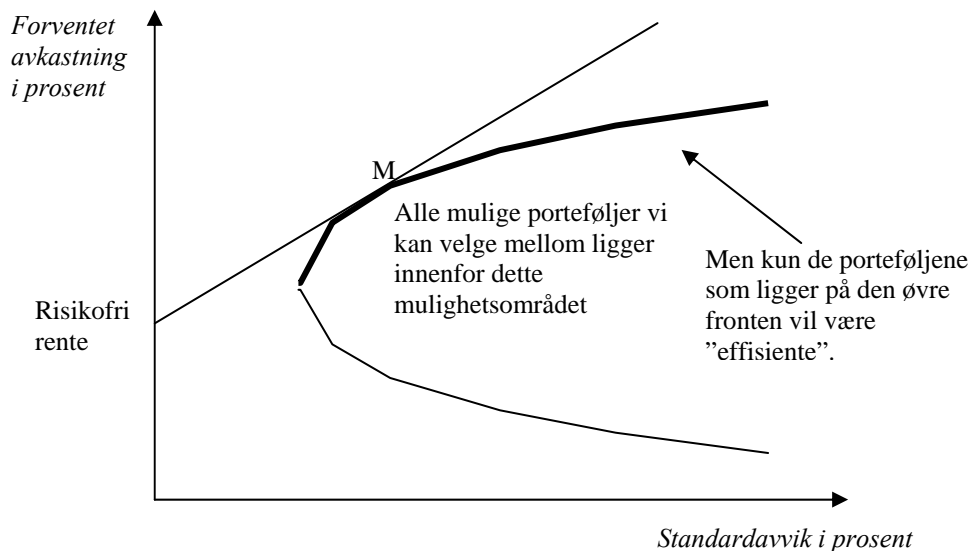 Forventet
avkastning
i prosent
M
Alle mulige porteføljer vi
kan velge mellom ligger
innenfor dette
mulighetsområdet
Men kun de porteføljene
som ligger på den øvre
fronten vil være
”effisiente”.
Risikofri
rente
Standardavvik i prosent